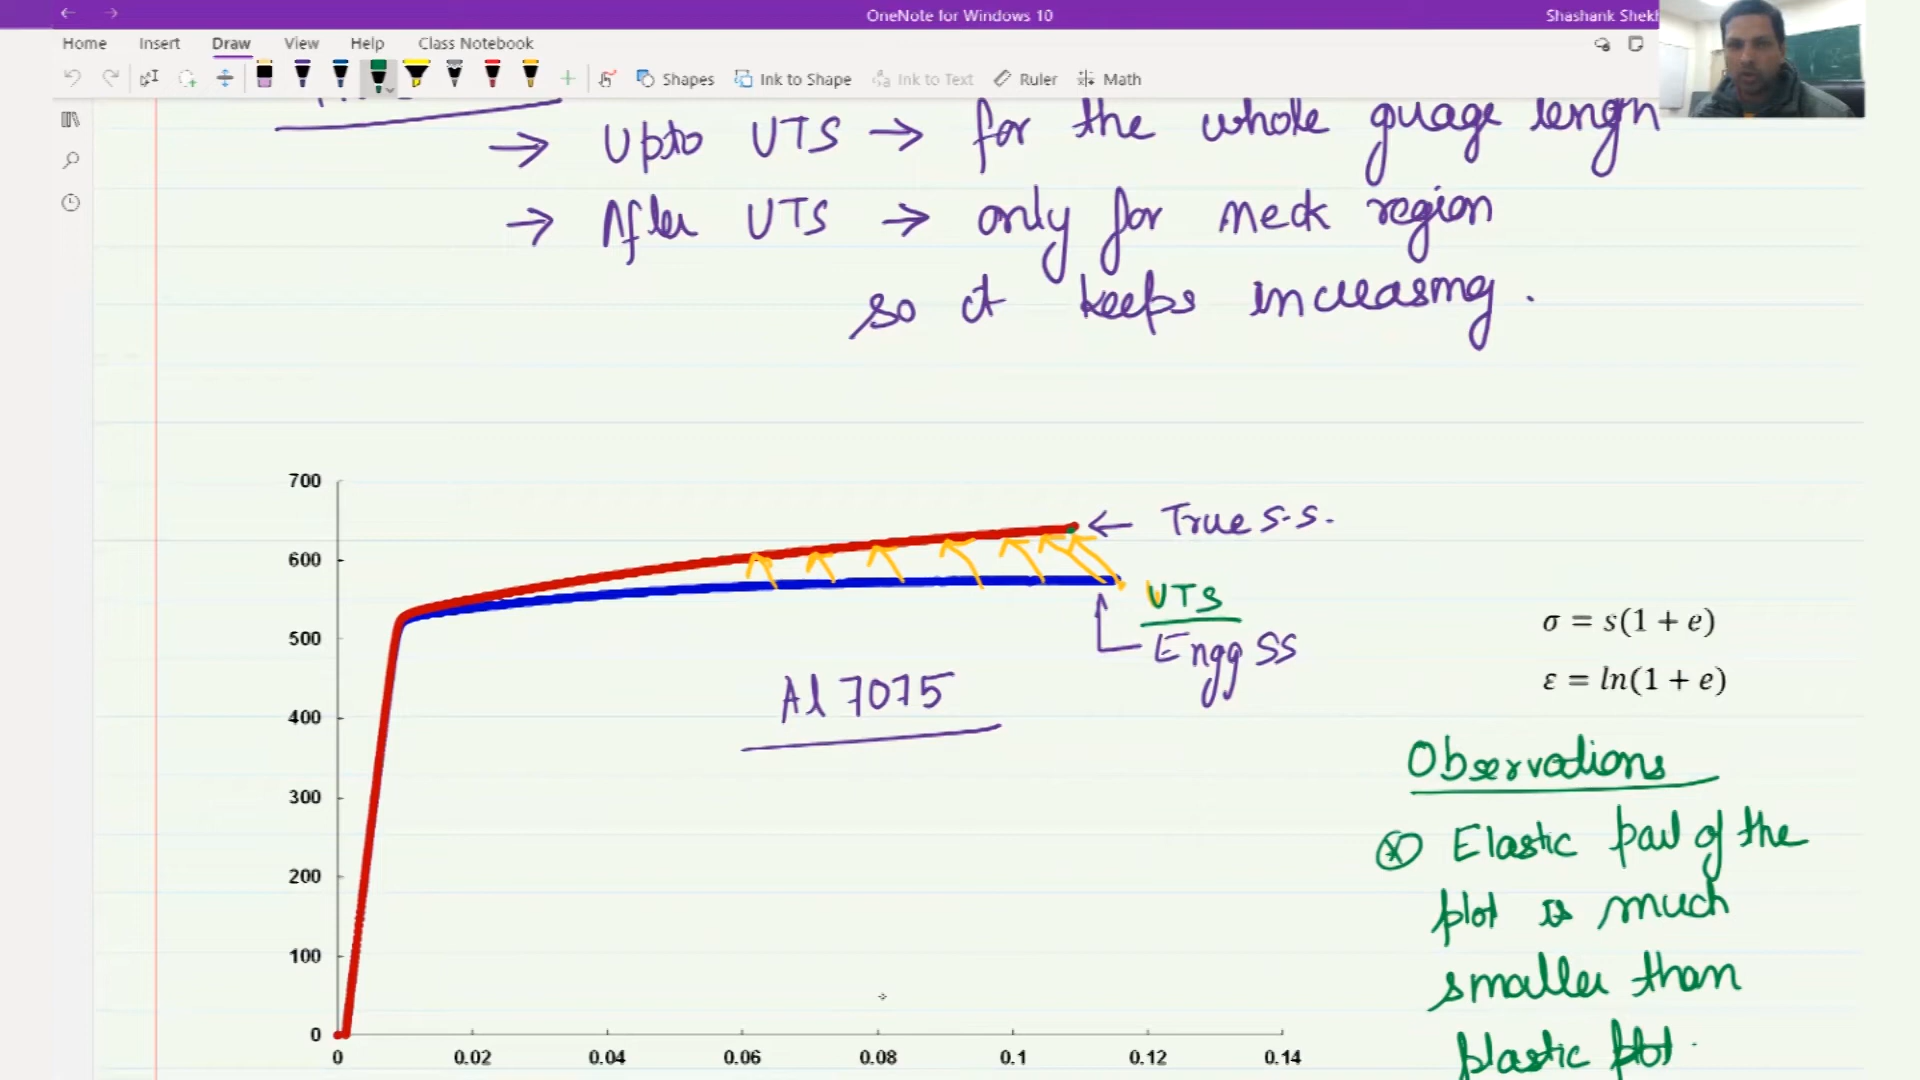 OneNote for Windows 10
Shashank Shekh
Home Insert Draw View Help Class Notebook
Shapes Ink to Shape Ink to Text Ruler Math
→ Upto UTS → for the whole guage lengh
→ After UTS → only for neck region
so it keeps increasing.
700
← True S.S.
600
UTS
σ = s(1 + e)
500
Engg SS
ε = ln(1 + e)
Al 7075
400
Observations
300
Elastic part of the
200
plot is much
100
smaller than
0
plastic plot.
0 0.02 0.04 0.06 0.08 0.1 0.12 0.14